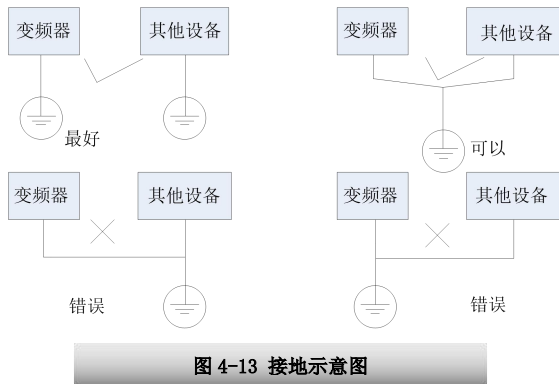 变频器 其他设备 变频器 其他设备
最好 可以
变频器 其他设备 变频器 其他设备
错误 错误
图 4-13 接地示意图